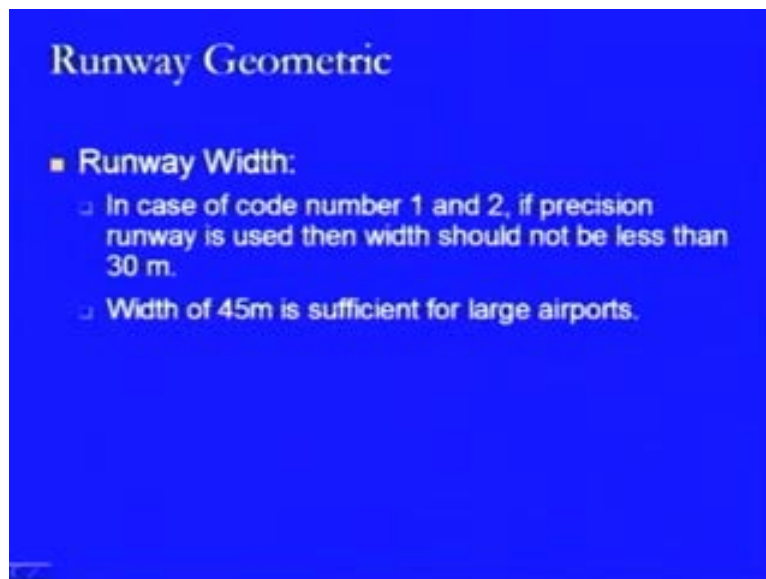 Runway Geometric
Runway Width:
In case of code number 1 and 2, if precision
runway is used then width should not be less than
30 m.
Width of 45m is sufficient for large airports.